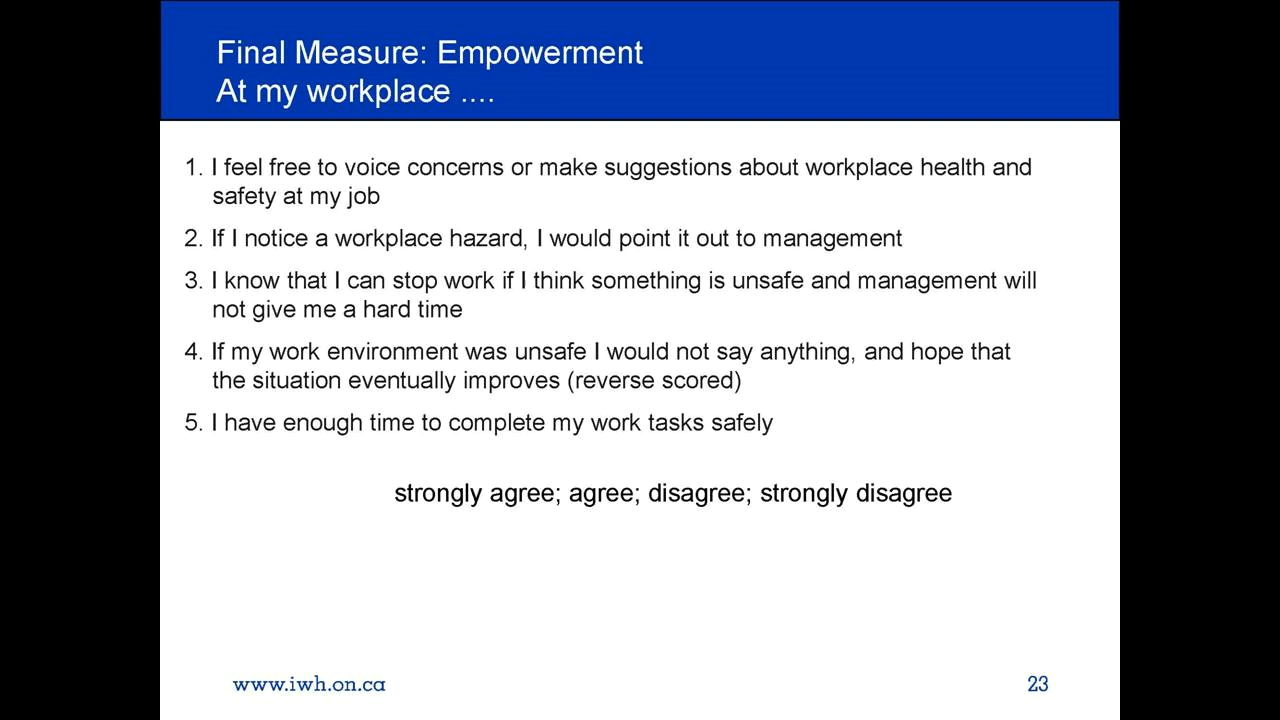 Final Measure: Empowerment
At my workplace ....
1. I feel free to voice concerns or make suggestions about workplace health and
safety at my job
2. If I notice a workplace hazard, I would point it out to management
3. I know that I can stop work if I think something is unsafe and management will
not give me a hard time
4. If my work environment was unsafe I would not say anything, and hope that
the situation eventually improves (reverse scored)
5. I have enough time to complete my work tasks safely
strongly agree; agree; disagree; strongly disagree
www.iwh.on.ca
23